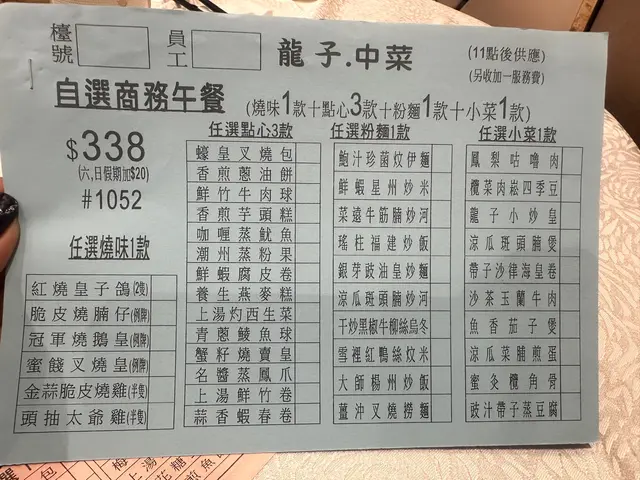 檯號
員工
龍子.中菜
(11點後供應)
(另收加一服務費)
自選商務午餐
(燒味1款十點心3款十粉麵1款十小菜1款)
$338
(六,日假期加$20)
#1052
任選燒味1款
紅燒皇子鴿(2隻)
脆皮燒腩仔(例牌)
冠軍燒鵝皇(例牌)
蜜餞叉燒皇(例牌)
金蒜脆皮燒雞(半隻)
頭抽太爺雞(半隻)
任選點心3款
蠔皇叉燒包
香煎蔥油餅
鮮竹牛肉球
香煎芋頭糕
咖喱蒸魷魚
潮州蒸粉果
鮮蝦腐皮卷
養生燕麥糕
上湯灼西生菜
青蔥鯪魚球
蟹籽燒賣皇
名醬蒸鳳爪
上湯鮮竹卷
蒜香蝦春卷
任選粉麵1款
鮑汁珍菌炆伊麵
鮮蝦星州炒米
菜遠牛筋腩炒河
瑤柱福建炒飯
銀芽豉油皇炒麵
涼瓜斑頭腩炒河
干炒黑椒牛柳絲烏冬
雪裡紅鴨絲炆米
大師楊州炒飯
薑沖叉燒撈麵
任選小菜1款
鳳梨咕嚕肉
欖菜肉崧四季豆
龍子小炒皇
涼瓜斑頭腩煲
帶子沙律海皇卷
沙茶玉蘭牛肉
魚香茄子煲
涼瓜菜脯煎蛋
蜜灸欖角骨
豉汁帶子蒸豆腐